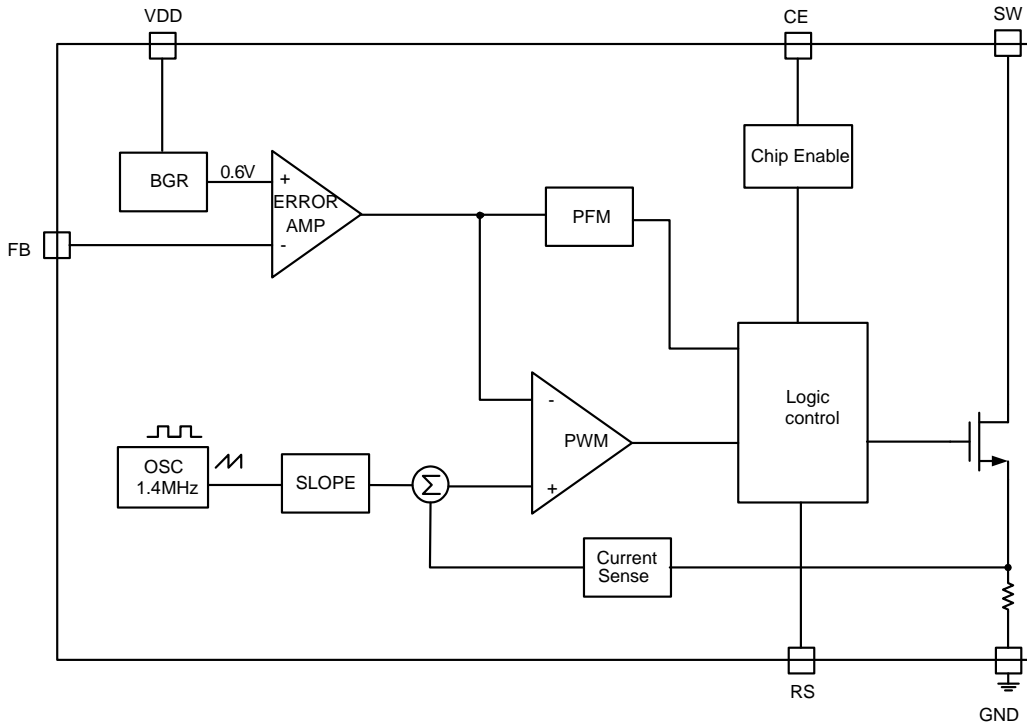 VDD
CE
SW
Chip Enable
BGR
0.6V
+
ERROR
AMP
-
PFM
FB
Logic
control
-
PWM
+
OSC
1.4MHz
SLOPE
Σ
Current
Sense
RS
GND